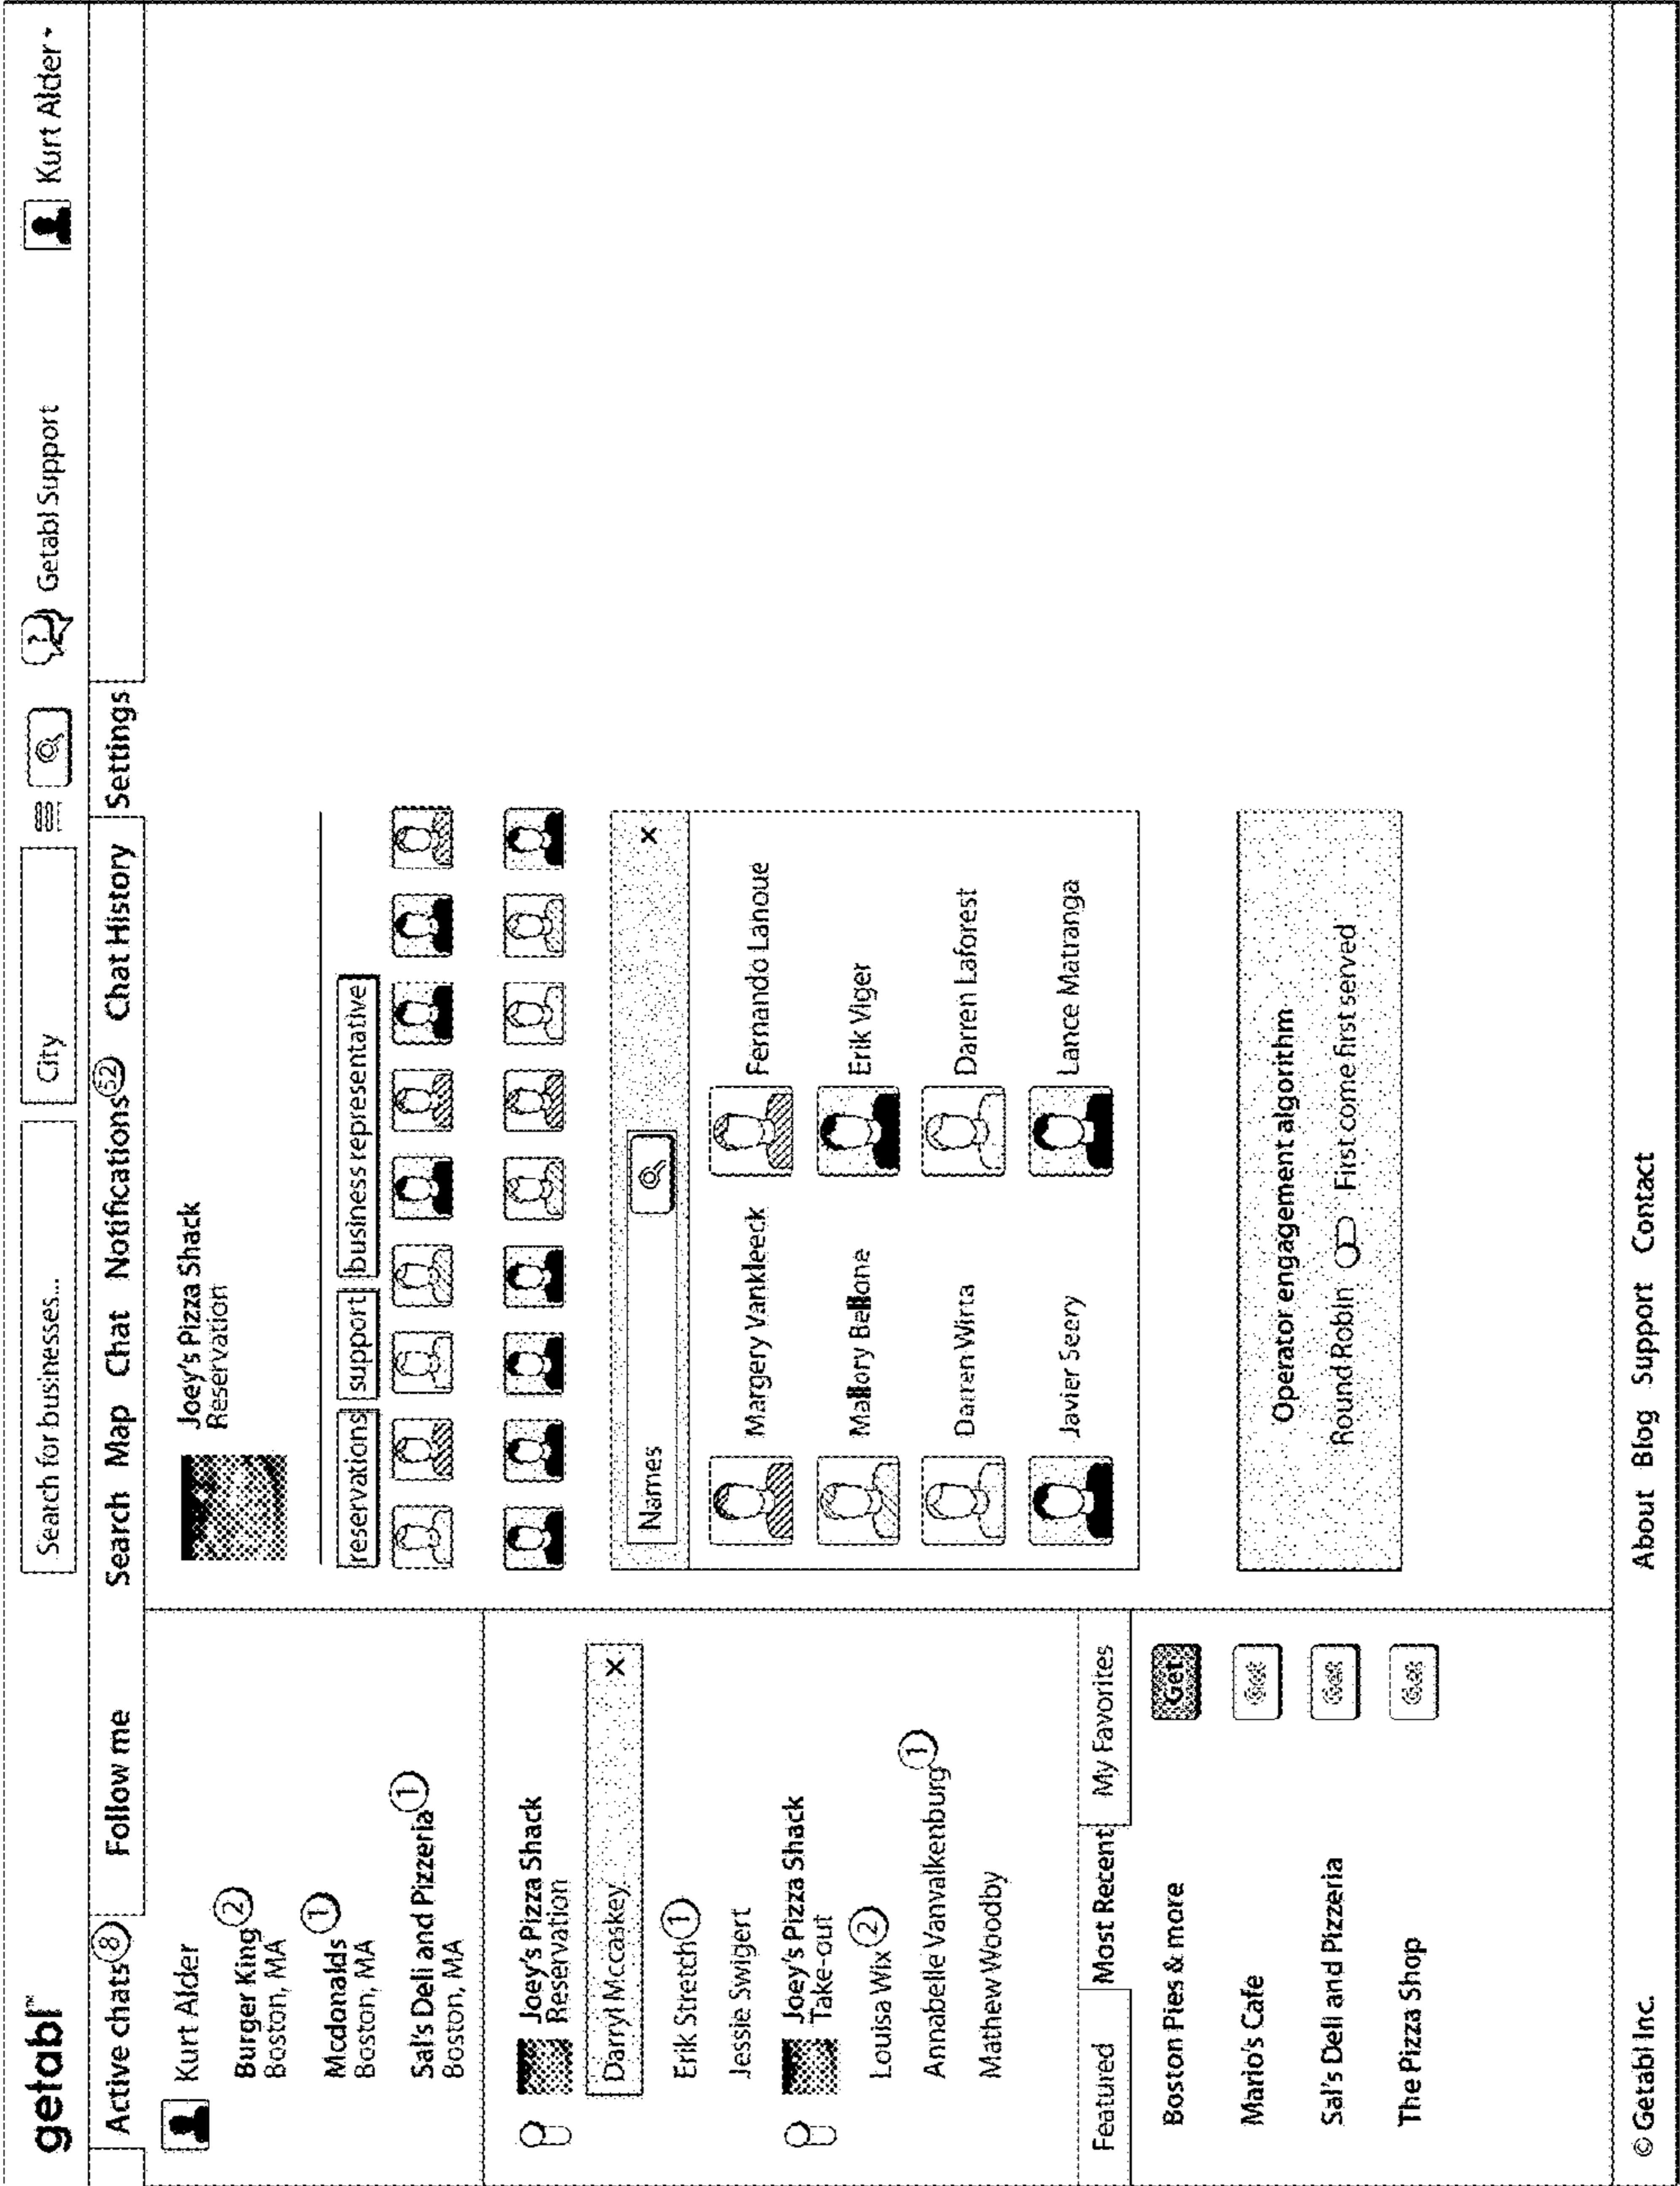 getabl™
Search for businesses...
City
Getabl Support
Kurt Alder
Active chats 8
Follow me
Search Map Chat Notifications 52 Chat History Settings
Kurt Alder
Burger King 2
Boston, MA
Mcdonalds 1
Boston, MA
Sal's Deli and Pizzeria 1
Boston, MA
Joey's Pizza Shack
Reservation
Darryl Mccaskey X
Erik Stretch 1
Jessie Swigert
Joey's Pizza Shack
Take-out
Louisa Wix 2
Annabelle Vanvalkenburg 1
Mathew Woodby
Featured Most Recent My Favorites
Boston Pies & more Get
Mario's Cafe Get
Sal's Deli and Pizzeria Get
The Pizza Shop Get
Joey's Pizza Shack
Reservation
reservations support business representative
Names X
Margery Vankleeck Fernando Lahoue
Mallory Bellone Erik Viger
Darren Wirta Darren Laforest
Javier Seery Lance Matranga
Operator engagement algorithm
Round Robin First come first served
© Getabl Inc.
About Blog Support Contact